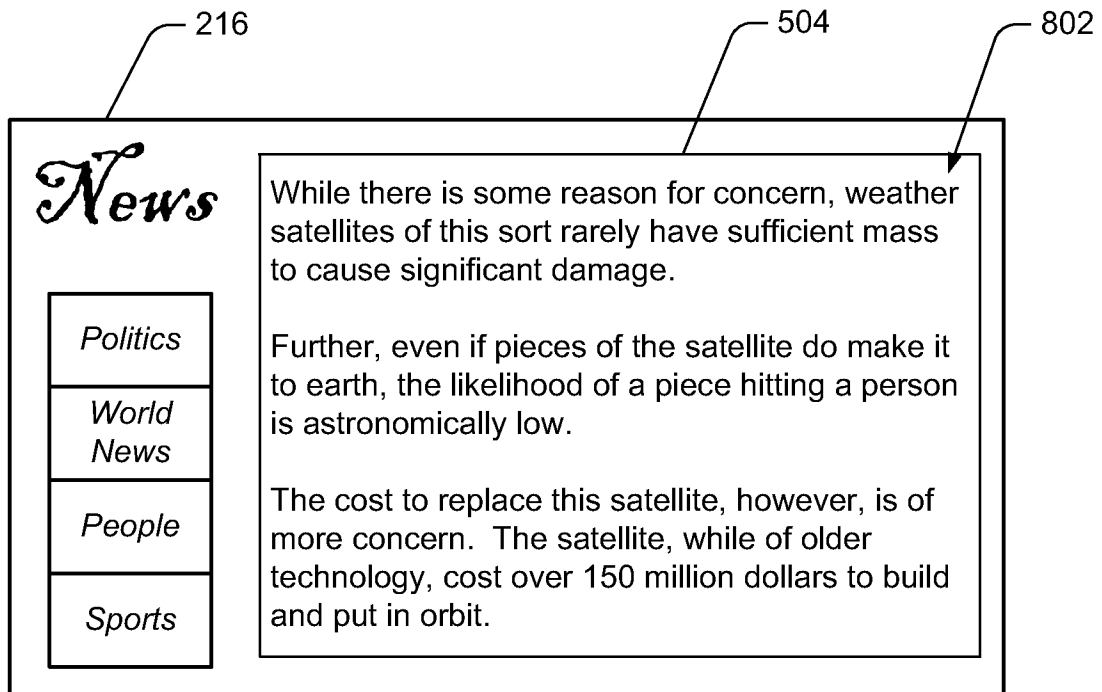 216
504
802
News
Politics
World
News
People
Sports
While there is some reason for concern, weather
satellites of this sort rarely have sufficient mass
to cause significant damage.
Further, even if pieces of the satellite do make it
to earth, the likelihood of a piece hitting a person
is astronomically low.
The cost to replace this satellite, however, is of
more concern.  The satellite, while of older
technology, cost over 150 million dollars to build
and put in orbit.